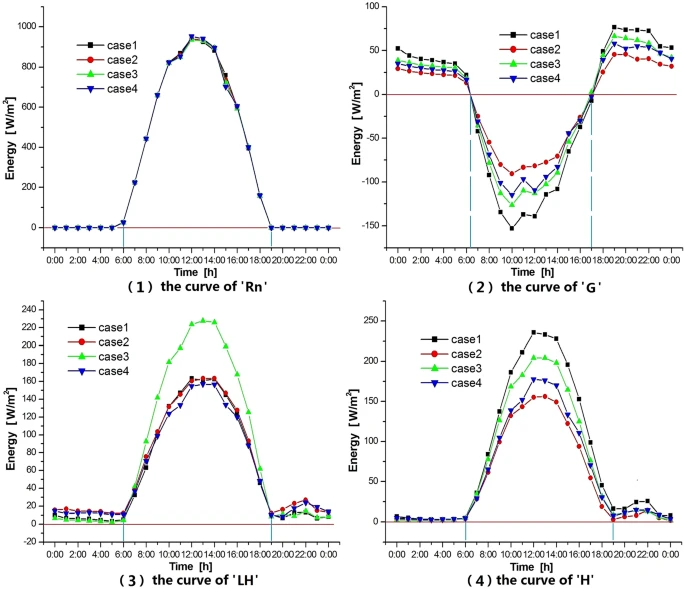 case1
case2
case3
case4
1000
800
600
400
200
0
Energy [W/m²]
0:00 2:00 4:00 6:00 8:00 10:00 12:00 14:00 16:00 18:00 20:00 22:00 0:00
Time [h]
（1）the curve of 'Rn'
case1
case2
case3
case4
100
50
0
-50
-100
-150
Energy [W/m²]
0:00 2:00 4:00 6:00 8:00 10:00 12:00 14:00 16:00 18:00 20:00 22:00 0:00
Time [h]
（2）the curve of 'G'
case1
case2
case3
case4
240
220
200
180
160
140
120
100
80
60
40
20
0
-20
Energy [W/m²]
0:00 2:00 4:00 6:00 8:00 10:00 12:00 14:00 16:00 18:00 20:00 22:00 0:00
Time [h]
（3）the curve of 'LH'
case1
case2
case3
case4
250
200
150
100
50
0
Energy [W/m²]
0:00 2:00 4:00 6:00 8:00 10:00 12:00 14:00 16:00 18:00 20:00 22:00 0:00
Time [h]
（4）the curve of 'H'